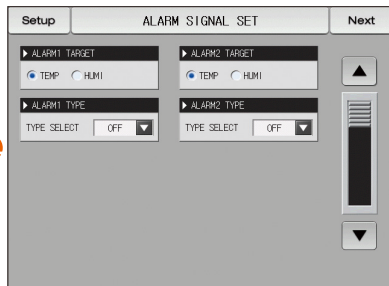 Setup ALARM SIGNAL SET Next
ALARM1 TARGET ALARM2 TARGET
TEMP HUMI TEMP HUMI
ALARM1 TYPE ALARM2 TYPE
TYPE SELECT OFF TYPE SELECT OFF